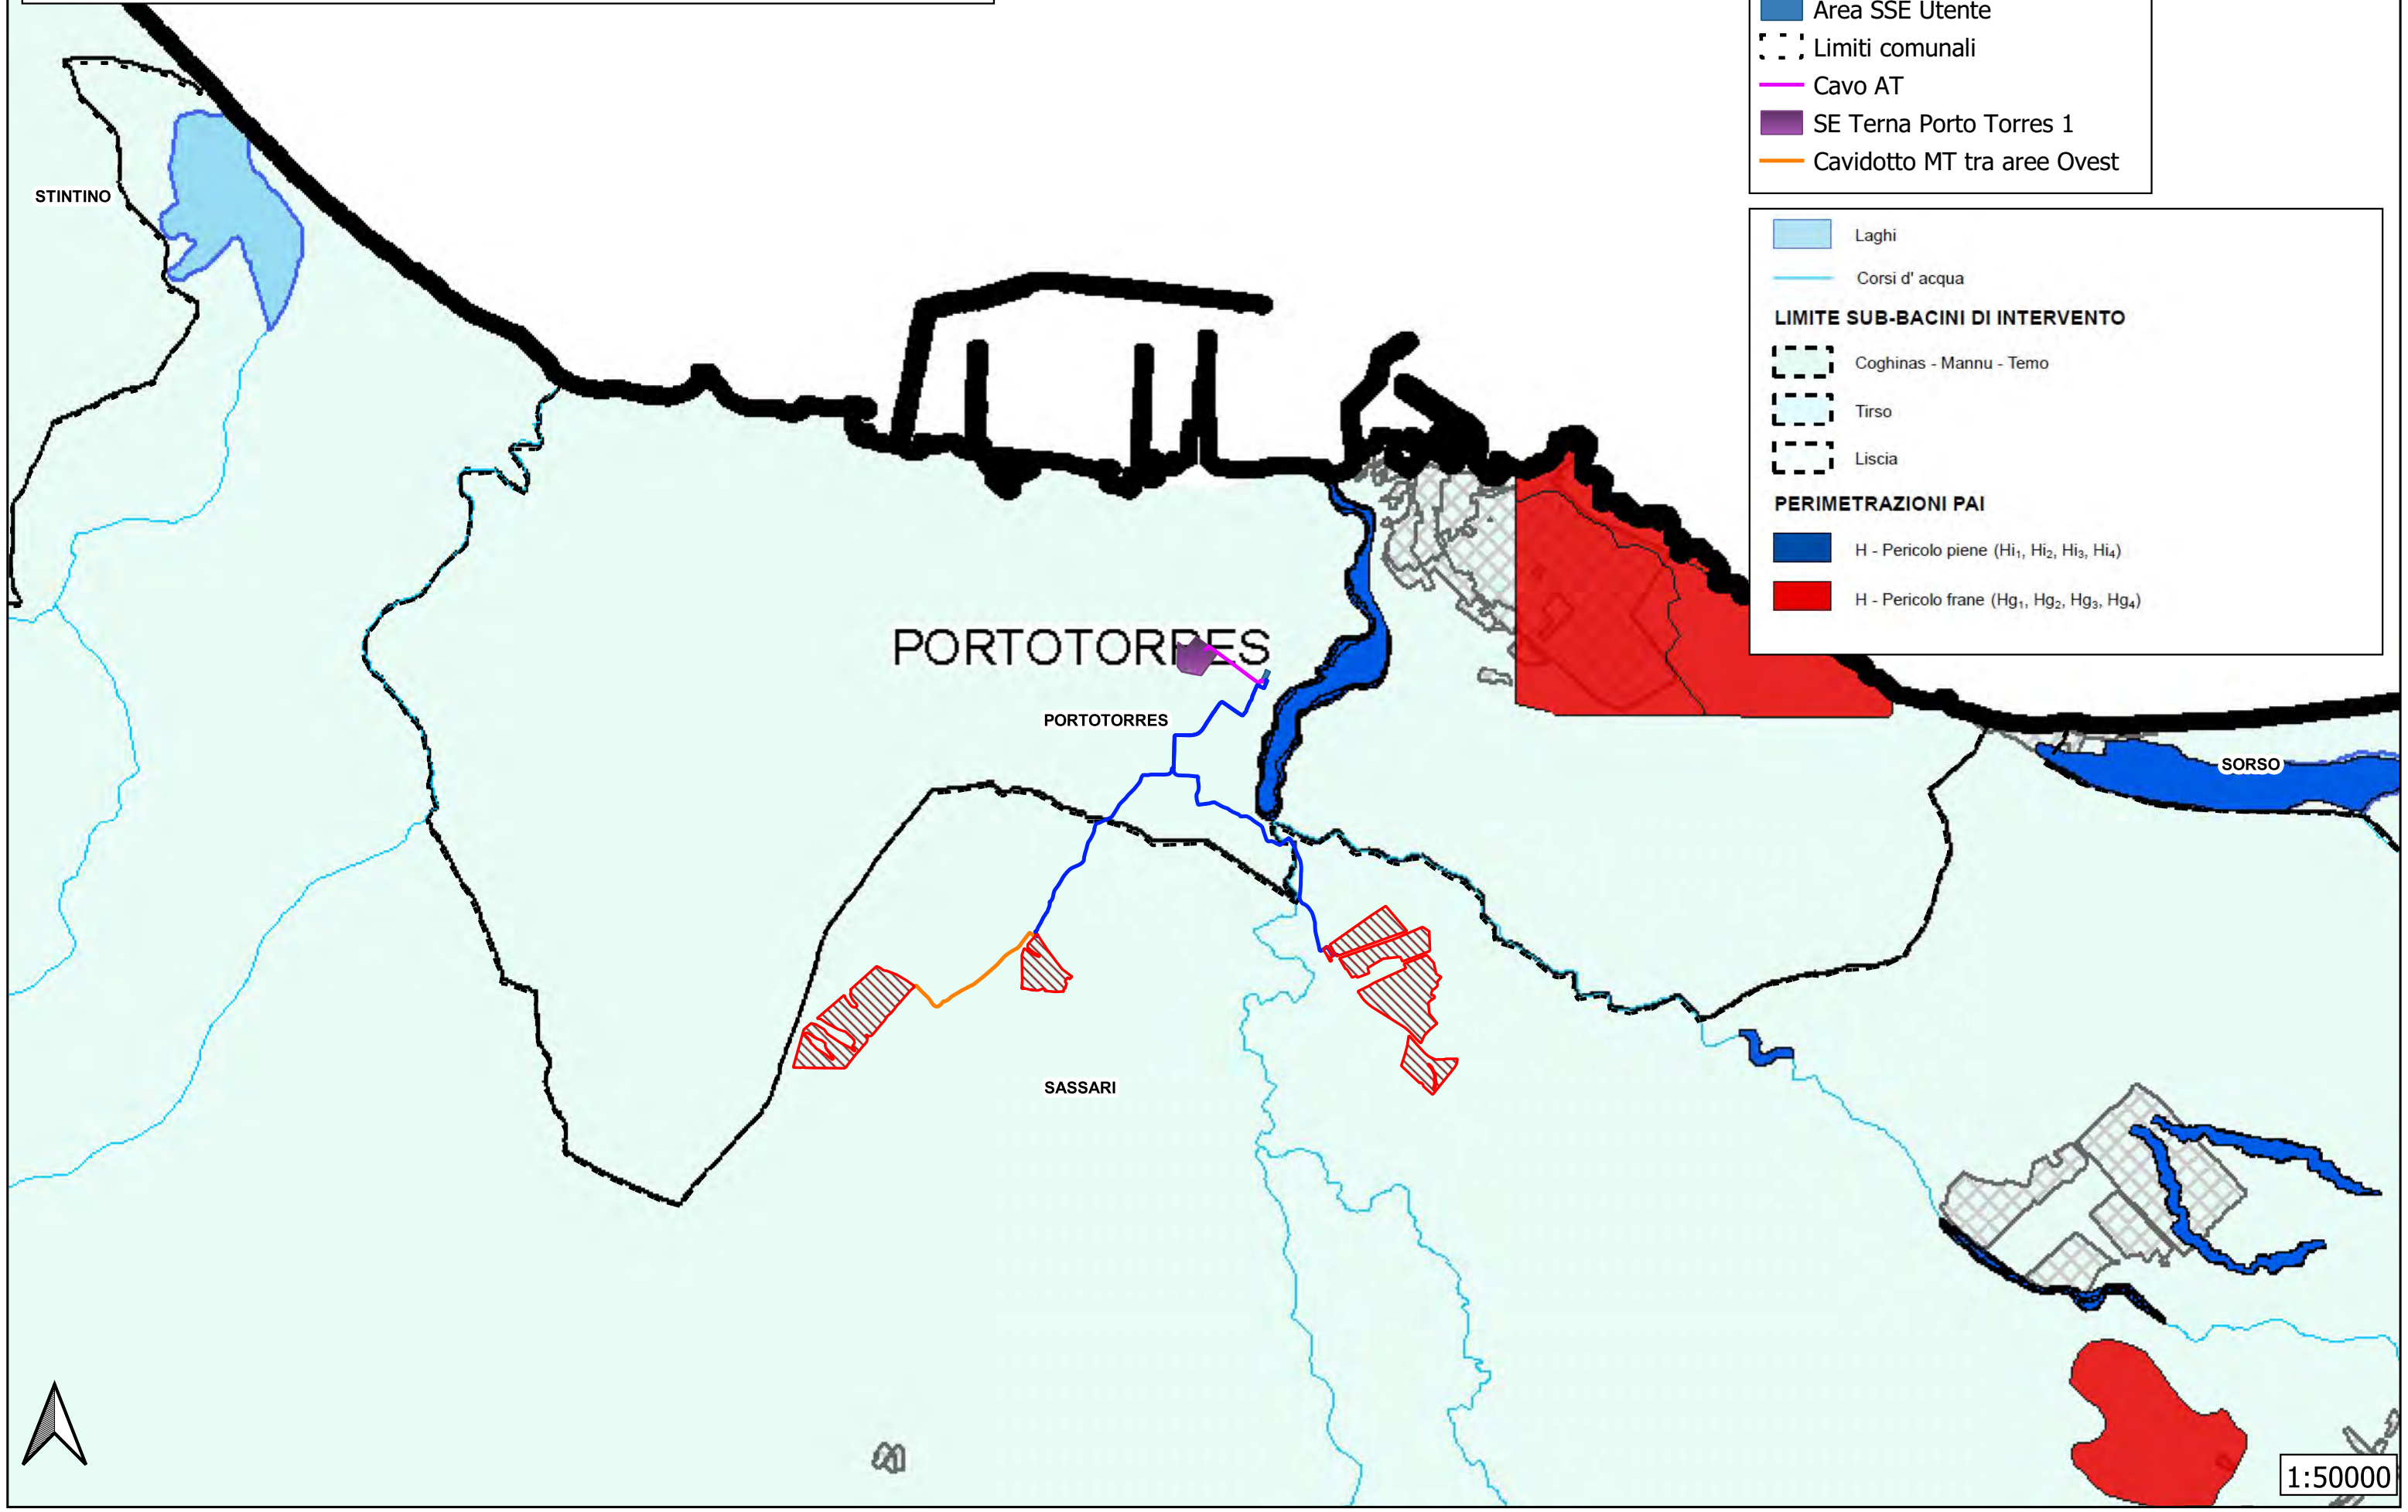 Area SSE Utente
Limiti comunali
Cavo AT
SE Terna Porto Torres 1
Cavidotto MT tra aree Ovest
Laghi
Corsi d' acqua
LIMITE SUB-BACINI DI INTERVENTO
Coghinas - Mannu - Temo
Tirso
Liscia
PERIMETRAZIONI PAI
H - Pericolo piene (Hi₁, Hi₂, Hi₃, Hi₄)
H - Pericolo frane (Hg₁, Hg₂, Hg₃, Hg₄)
STINTINO
PORTOTORRES
PORTOTORRES
SORSO
SASSARI
1:50000